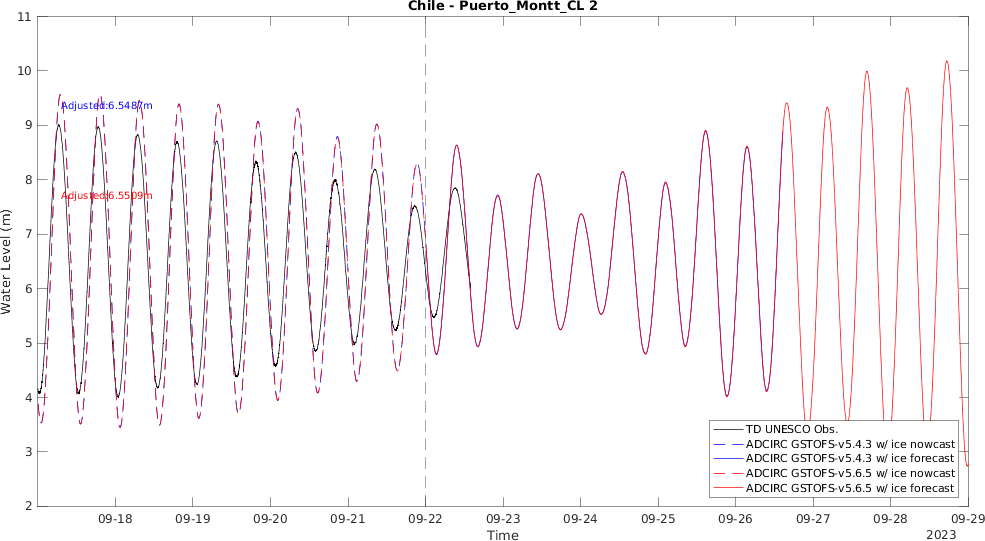 Chile - Puerto_Montt_CL 2
11
10
9
8
7
6
5
4
3
2
Water Level (m)
Adjusted:6.5487m
Adjusted:6.5509m
TD UNESCO Obs.
ADCIRC GSTOFS-v5.4.3 w/ ice nowcast
ADCIRC GSTOFS-v5.4.3 w/ ice forecast
ADCIRC GSTOFS-v5.6.5 w/ ice nowcast
ADCIRC GSTOFS-v5.6.5 w/ ice forecast
09-18 09-19 09-20 09-21 09-22 09-23 09-24 09-25 09-26 09-27 09-28 09-29
Time
2023